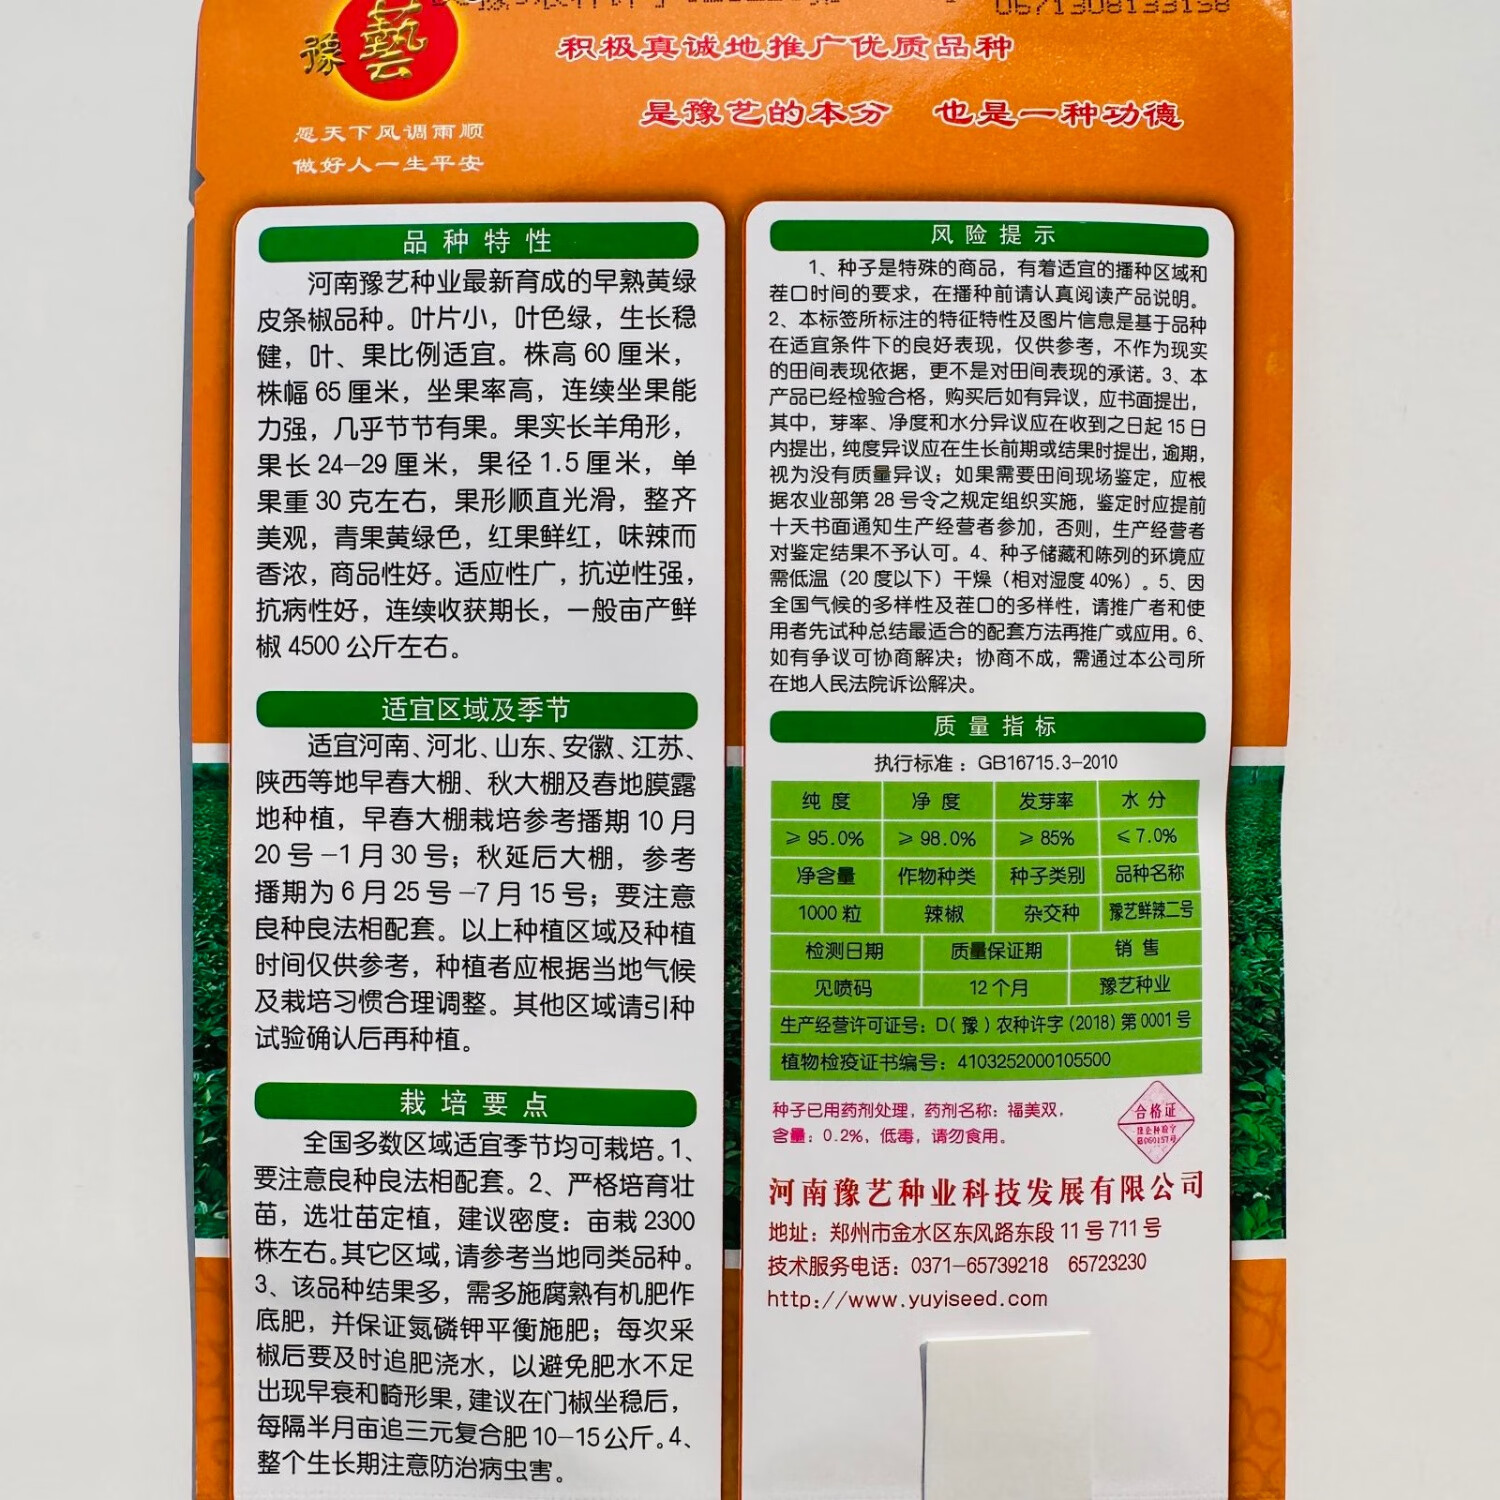 0671308133158
豫藝
积极真诚地推广优质品种
是豫艺的本分 也是一种功德
愿天下风调雨顺
做好人一生平安
品种特性
河南豫艺种业最新育成的早熟黄绿
皮条椒品种。叶片小，叶色绿，生长稳
健，叶、果比例适宜。株高60厘米，
株幅65厘米，坐果率高，连续坐果能
力强，几乎节节有果。果实长羊角形，
果长24-29厘米，果径1.5厘米，单
果重30克左右，果形顺直光滑，整齐
美观，青果黄绿色，红果鲜红，味辣而
香浓，商品性好。适应性广，抗逆性强，
抗病性好，连续收获期长，一般亩产鲜
椒4500公斤左右。
适宜区域及季节
适宜河南、河北、山东、安徽、江苏、
陕西等地早春大棚、秋大棚及春地膜露
地种植，早春大棚栽培参考播期10月
20号-1月30号；秋延后大棚，参考
播期为6月25号-7月15号；要注意
良种良法相配套。以上种植区域及种植
时间仅供参考，种植者应根据当地气候
及栽培习惯合理调整。其他区域请引种
试验确认后再种植。
栽培要点
全国多数区域适宜季节均可栽培。1、
要注意良种良法相配套。2、严格培育壮
苗，选壮苗定植，建议密度：亩栽2300
株左右。其它区域，请参考当地同类品种。
3、该品种结果多，需多施腐熟有机肥作
底肥，并保证氮磷钾平衡施肥；每次采
椒后要及时追肥浇水，以避免肥水不足
出现早衰和畸形果，建议在门椒坐稳后，
每隔半月亩追三元复合肥10-15公斤。4、
整个生长期注意防治病虫害。
风险提示
1、种子是特殊的商品，有着适宜的播种区域和
茬口时间的要求，在播种前请认真阅读产品说明。
2、本标签所标注的特征特性及图片信息是基于品种
在适宜条件下的良好表现，仅供参考，不作为现实
的田间表现依据，更不是对田间表现的承诺。3、本
产品已经检验合格，购买后如有异议，应书面提出，
其中，芽率、净度和水分异议应在收到之日起15日
内提出，纯度异议应在生长前期或结果时提出，逾期，
视为没有质量异议；如果需要田间现场鉴定，应根
据农业部第28号令之规定组织实施，鉴定时应提前
十天书面通知生产经营者参加，否则，生产经营者
对鉴定结果不予认可。4、种子储藏和陈列的环境应
需低温（20度以下）干燥（相对湿度40%）。5、因
全国气候的多样性及茬口的多样性，请推广者和使
用者先试种总结最适合的配套方法再推广或应用。6、
如有争议可协商解决；协商不成，需通过本公司所
在地人民法院诉讼解决。
质量指标
执行标准：GB16715.3-2010
纯度 净度 发芽率 水分
≥95.0% ≥98.0% ≥85% ≤7.0%
净含量 作物种类 种子类别 品种名称
1000粒 辣椒 杂交种 豫艺鲜辣二号
检测日期 质量保证期 销售
见喷码 12个月 豫艺种业
生产经营许可证号：D（豫）农种许字(2018)第0001号
植物检疫证书编号：4103252000105500
种子已用药剂处理，药剂名称：福美双，
含量：0.2%，低毒，请勿食用。
合格证
河南豫艺种业科技发展有限公司
地址：郑州市金水区东风路东段11号711号
技术服务电话：0371-65739218 65723230
http://www.yuyiseed.com